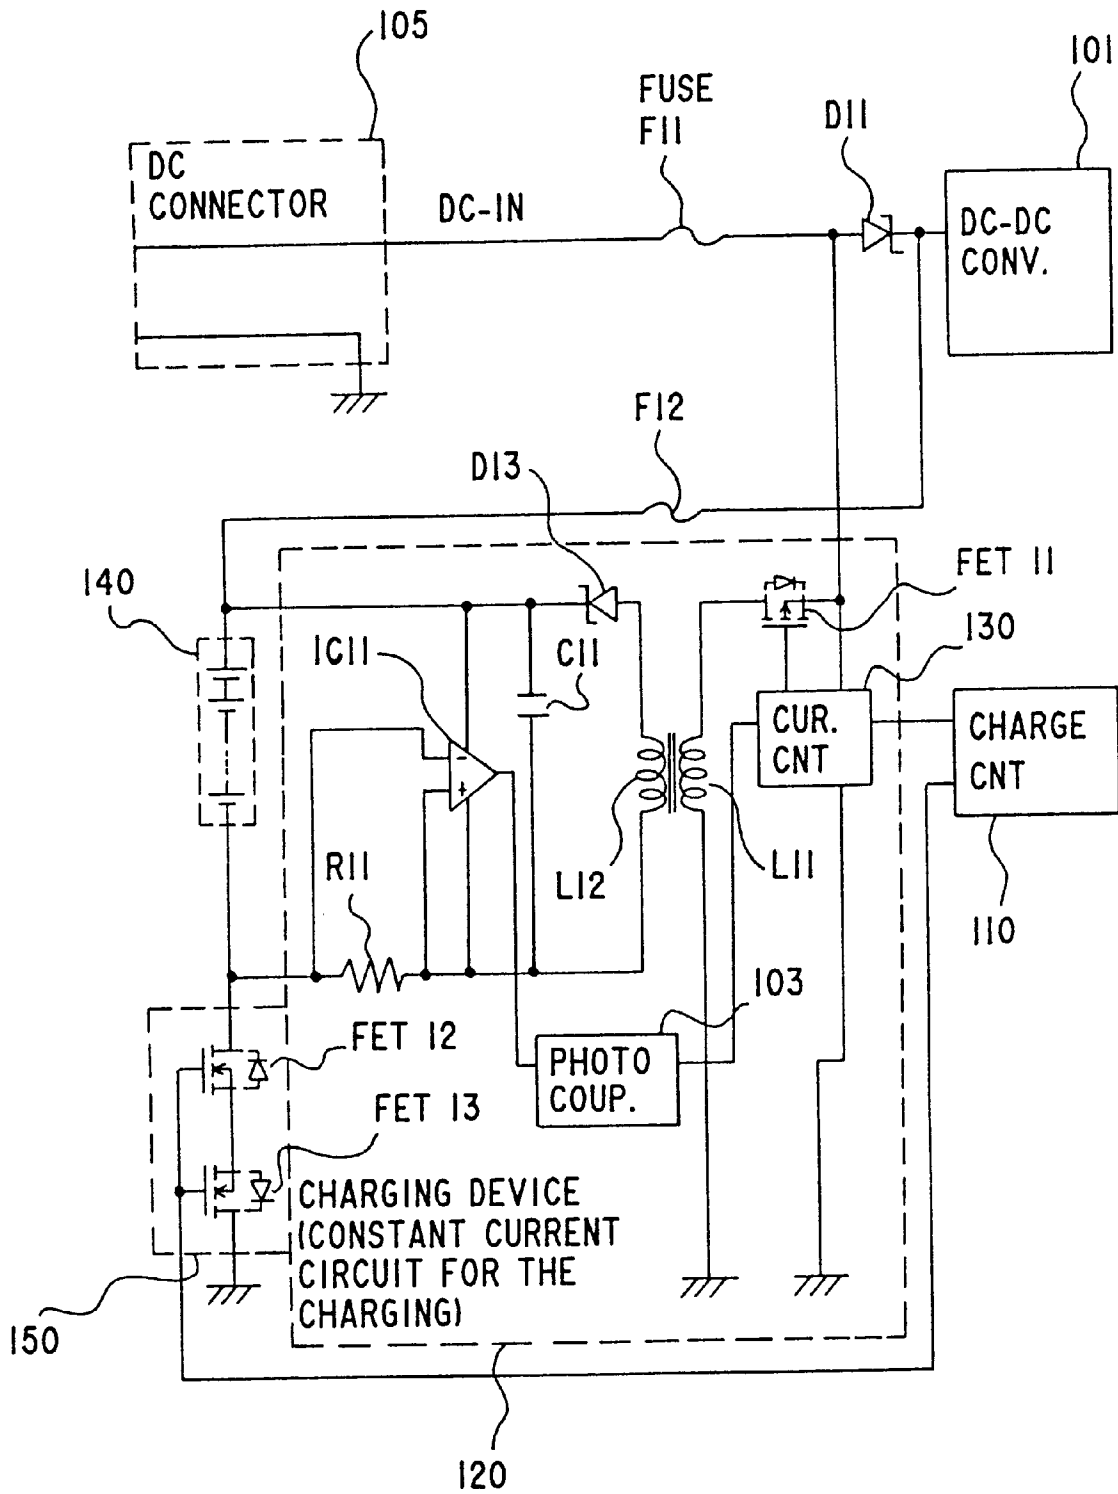 105
FUSE
F11
D11
101
DC
CONNECTOR
DC-IN
DC-DC
CONV.
F12
D13
140
1C11
C11
FET 11
130
CUR.
CNT
CHARGE
CNT
-
+
R11
L12
L11
110
103
FET 12
PHOTO
COUP.
FET 13
CHARGING DEVICE
(CONSTANT CURRENT
CIRCUIT FOR THE
CHARGING)
150
120